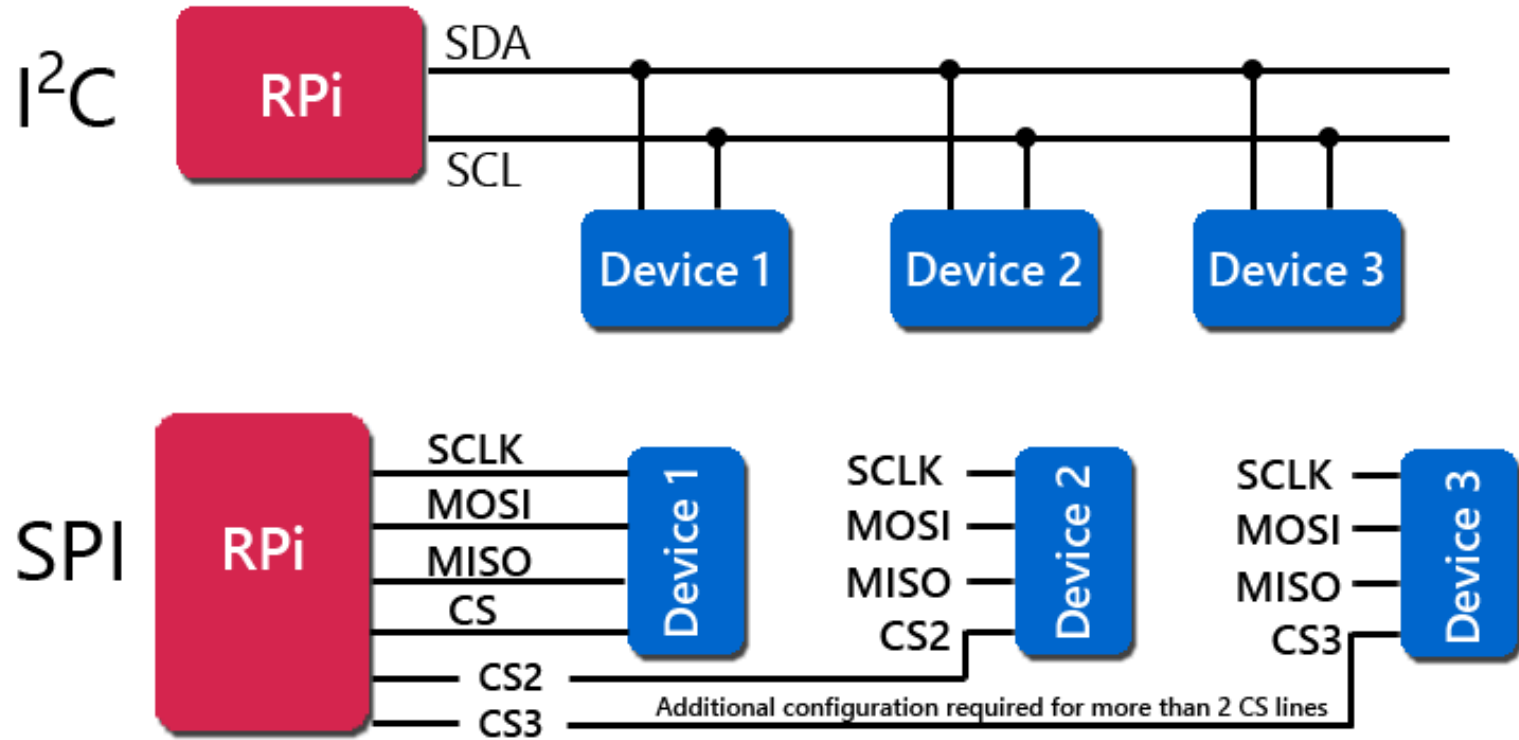 I²C
RPi
SDA
SCL
Device 1
Device 2
Device 3
SPI
RPi
SCLK
MOSI
MISO
CS
CS2
CS3
Device 1
SCLK
MOSI
MISO
CS2
Device 2
SCLK
MOSI
MISO
CS3
Device 3
Additional configuration required for more than 2 CS lines